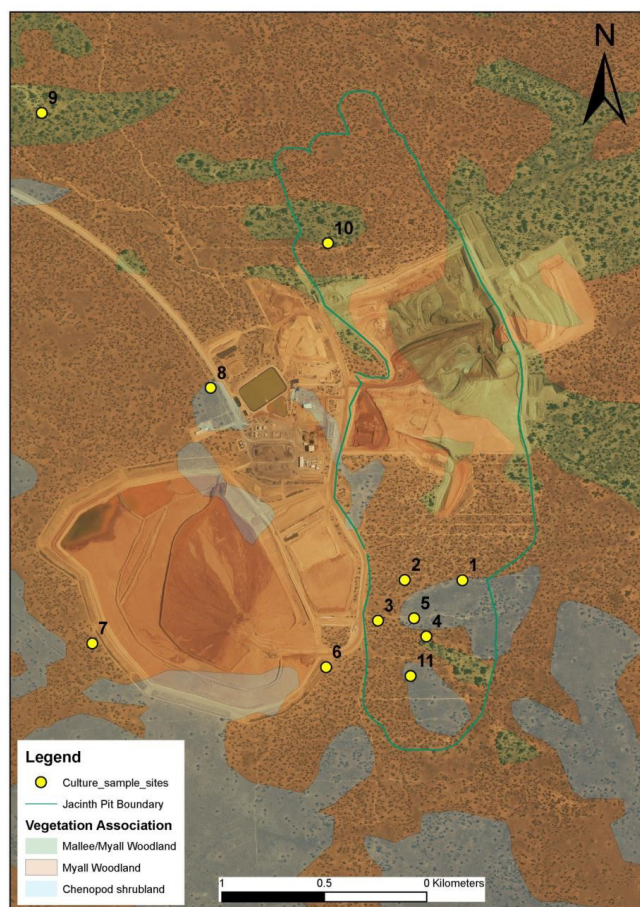 N
9
10
8
2
1
5
3
4
7
6
11
Legend
Culture_sample_sites
Jacinth Pit Boundary
Vegetation Association
Mallee/Myall Woodland
Myall Woodland
Chenopod shrubland
1 0.5 0 Kilometers